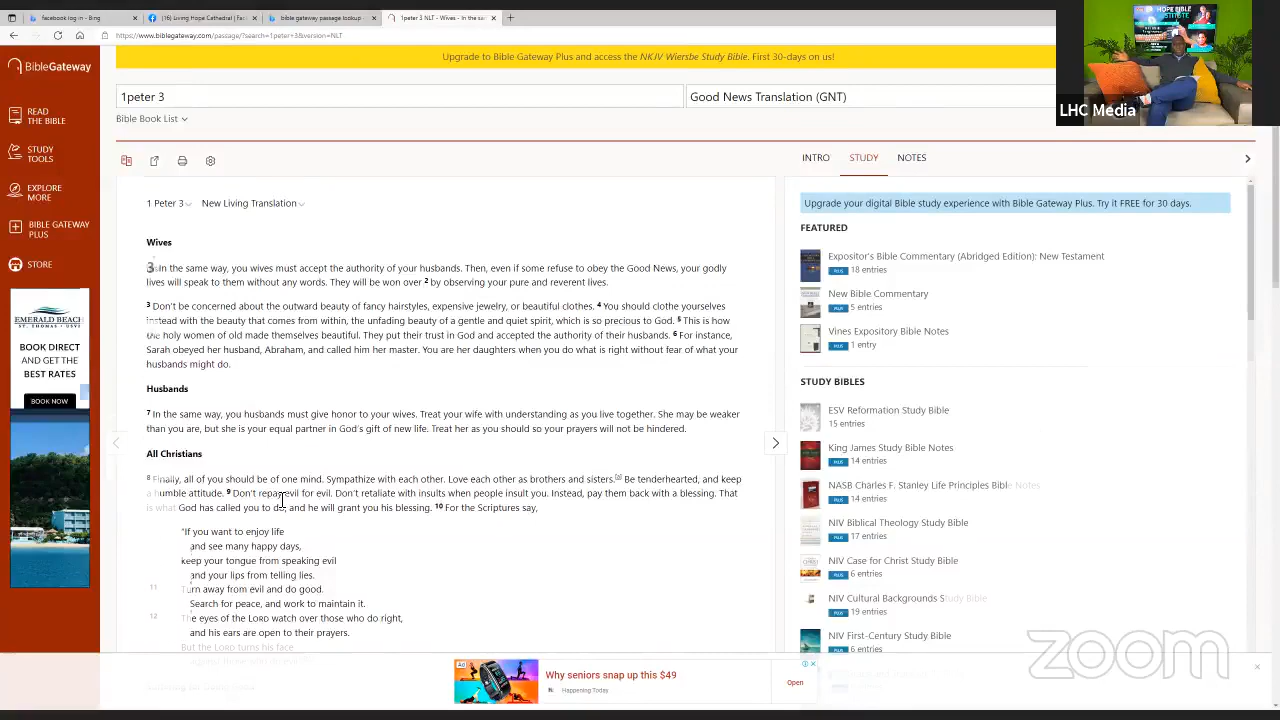 facebook log in - Bing
(16) Living Hope Cathedral | Fac
bible gateway passage lookup -
1peter 3 NLT - Wives - In the sa
https://www.biblegateway.com/passage/?search=1peter+3&version=NLT
BibleGateway
READ
THE BIBLE
STUDY
TOOLS
EXPLORE
MORE
BIBLE GATEWAY
PLUS
STORE
EMERALD BEACH
ST. THOMAS • USVI
BOOK DIRECT
AND GET THE
BEST RATES
BOOK NOW
Upgrade to Bible Gateway Plus and access the NKJV Wiersbe Study Bible. First 30-days on us!
1peter 3
Good News Translation (GNT)
Bible Book List
1 Peter 3
New Living Translation
Wives
3 In the same way, you wives must accept the authority of your husbands. Then, even if some refuse to obey the Good News, your godly
lives will speak to them without any words. They will be won over 2 by observing your pure and reverent lives.
3 Don't be concerned about the outward beauty of fancy hairstyles, expensive jewelry, or beautiful clothes. 4 You should clothe yourselves
instead with the beauty that comes from within, the unfading beauty of a gentle and quiet spirit, which is so precious to God. 5 This is how
the holy women of old made themselves beautiful. They put their trust in God and accepted the authority of their husbands. 6 For instance,
Sarah obeyed her husband, Abraham, and called him her master. You are her daughters when you do what is right without fear of what your
husbands might do.
Husbands
7 In the same way, you husbands must give honor to your wives. Treat your wife with understanding as you live together. She may be weaker
than you are, but she is your equal partner in God's gift of new life. Treat her as you should so your prayers will not be hindered.
All Christians
8 Finally, all of you should be of one mind. Sympathize with each other. Love each other as brothers and sisters.[a] Be tenderhearted, and keep
a humble attitude. 9 Don't repay evil for evil. Don't retaliate with insults when people insult you. Instead, pay them back with a blessing. That
is what God has called you to do, and he will grant you his blessing. 10 For the Scriptures say,
"If you want to enjoy life
and see many happy days,
keep your tongue from speaking evil
and your lips from telling lies.
11 Turn away from evil and do good.
Search for peace, and work to maintain it.
12 The eyes of the LORD watch over those who do right,
and his ears are open to their prayers.
But the LORD turns his face
INTRO
STUDY
NOTES
Upgrade your digital Bible study experience with Bible Gateway Plus. Try it FREE for 30 days.
FEATURED
Expositor's Bible Commentary (Abridged Edition): New Testament
PLUS 18 entries
New Bible Commentary
PLUS 5 entries
Vines Expository Bible Notes
PLUS 1 entry
STUDY BIBLES
ESV Reformation Study Bible
15 entries
King James Study Bible Notes
PLUS 14 entries
NASB Charles F. Stanley Life Principles Bible Notes
PLUS 14 entries
NIV Biblical Theology Study Bible
PLUS 17 entries
NIV Case for Christ Study Bible
PLUS 6 entries
NIV Cultural Backgrounds Study Bible
PLUS 19 entries
NIV First-Century Study Bible
PLUS 6 entries
HOPE BIBLE
INSTITUTE
LHC Media
zoom
Ad
Why seniors snap up this $49
Happening Today
Open